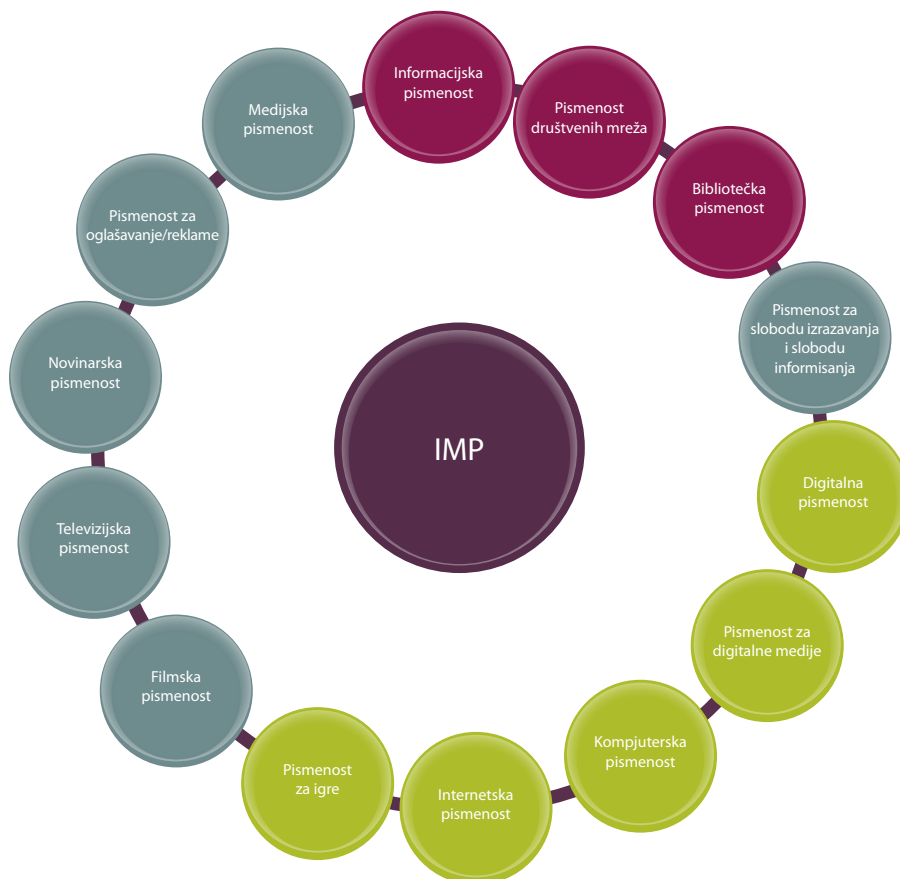 Informacijska
pismenost
Pismenost
društvenih mreža
Bibliotečka
pismenost
Pismenost za
slobodu izrazavanja
i slobodu
informisanja
Digitalna
pismenost
Pismenost za
digitalne medije
Kompjuterska
pismenost
Internetska
pismenost
Pismenost
za igre
Filmska
pismenost
Televizijska
pismenost
Novinarska
pismenost
Pismenost za
oglašavanje/reklame
Medijska
pismenost
IMP